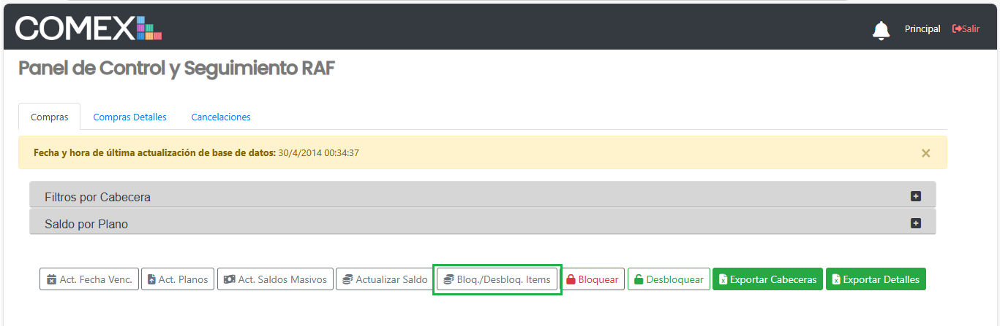 COMEX
Principal Salir
Panel de Control y Seguimiento RAF
Compras Compras Detalles Cancelaciones
Fecha y hora de última actualización de base de datos: 30/4/2014 00:34:37 ×
Filtros por Cabecera
Saldo por Plano
Act. Fecha Venc. Act. Planos Act. Saldos Masivos Actualizar Saldo Bloq./Desbloq. Items Bloquear Desbloquear Exportar Cabeceras Exportar Detalles